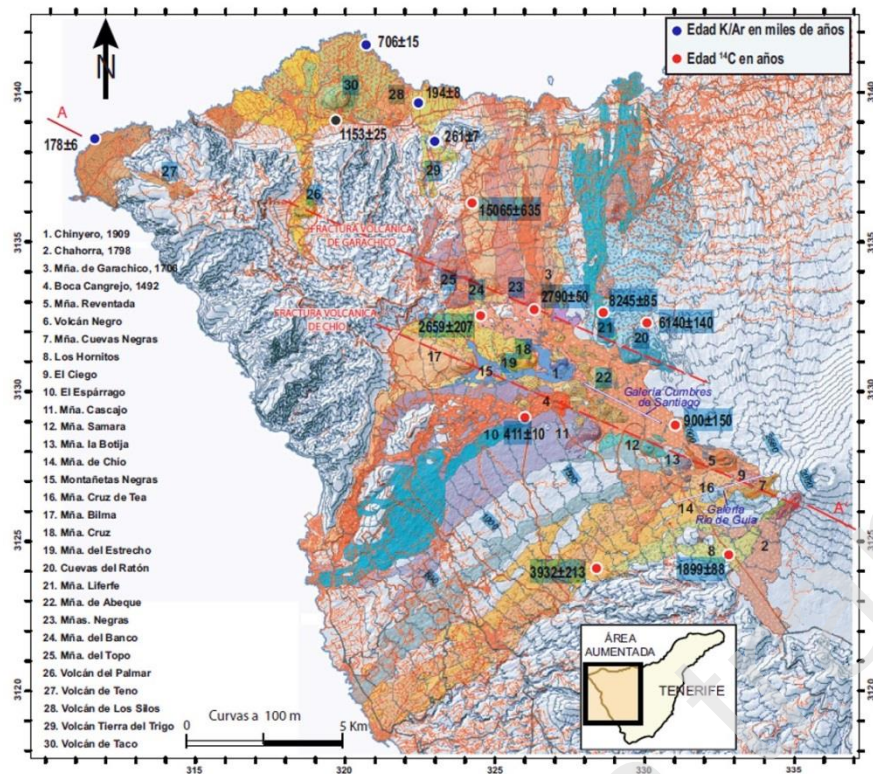 Edad K/Ar en miles de años
Edad ¹⁴C en años
N
706±15
30
28
194±8
A
1153±25
261±7
178±6
27
29
26
15065±635
FRACTURA VOLCÁNICA
DE GARACHICO
25
24
23
3
2790±50
8245±85
21
6140±140
20
FRACTURA VOLCÁNICA
DE CHÍO
2659±207
17
18
19
15
1
22
Galería Cumbres
de Santiago
4
10
411±10
11
12
13
900±150
5
9
7
16
14
Galería
Río de Guía
A'
8
2
3932±213
1899±88
1. Chinyero, 1909
2. Chahorra, 1798
3. Mña. de Garachico, 1706
4. Boca Cangrejo, 1492
5. Mña. Reventada
6. Volcán Negro
7. Mña. Cuevas Negras
8. Los Hornitos
9. El Ciego
10. El Espárrago
11. Mña. Cascajo
12. Mña. Samara
13. Mña. la Botija
14. Mña. de Chío
15. Montañetas Negras
16. Mña. Cruz de Tea
17. Mña. Bilma
18. Mña. Cruz
19. Mña. del Estrecho
20. Cuevas del Ratón
21. Mña. Liferfe
22. Mña. de Abeque
23. Mñas. Negras
24. Mña. del Banco
25. Mña. del Topo
26. Volcán del Palmar
27. Volcán de Teno
28. Volcán de Los Silos
29. Volcán Tierra del Trigo
30. Volcán de Taco
0 Curvas a 100 m 5 Km
ÁREA
AUMENTADA
TENERIFE
3140
3135
3130
3125
3120
3140
3135
3130
3125
3120
315 320 325 330 335